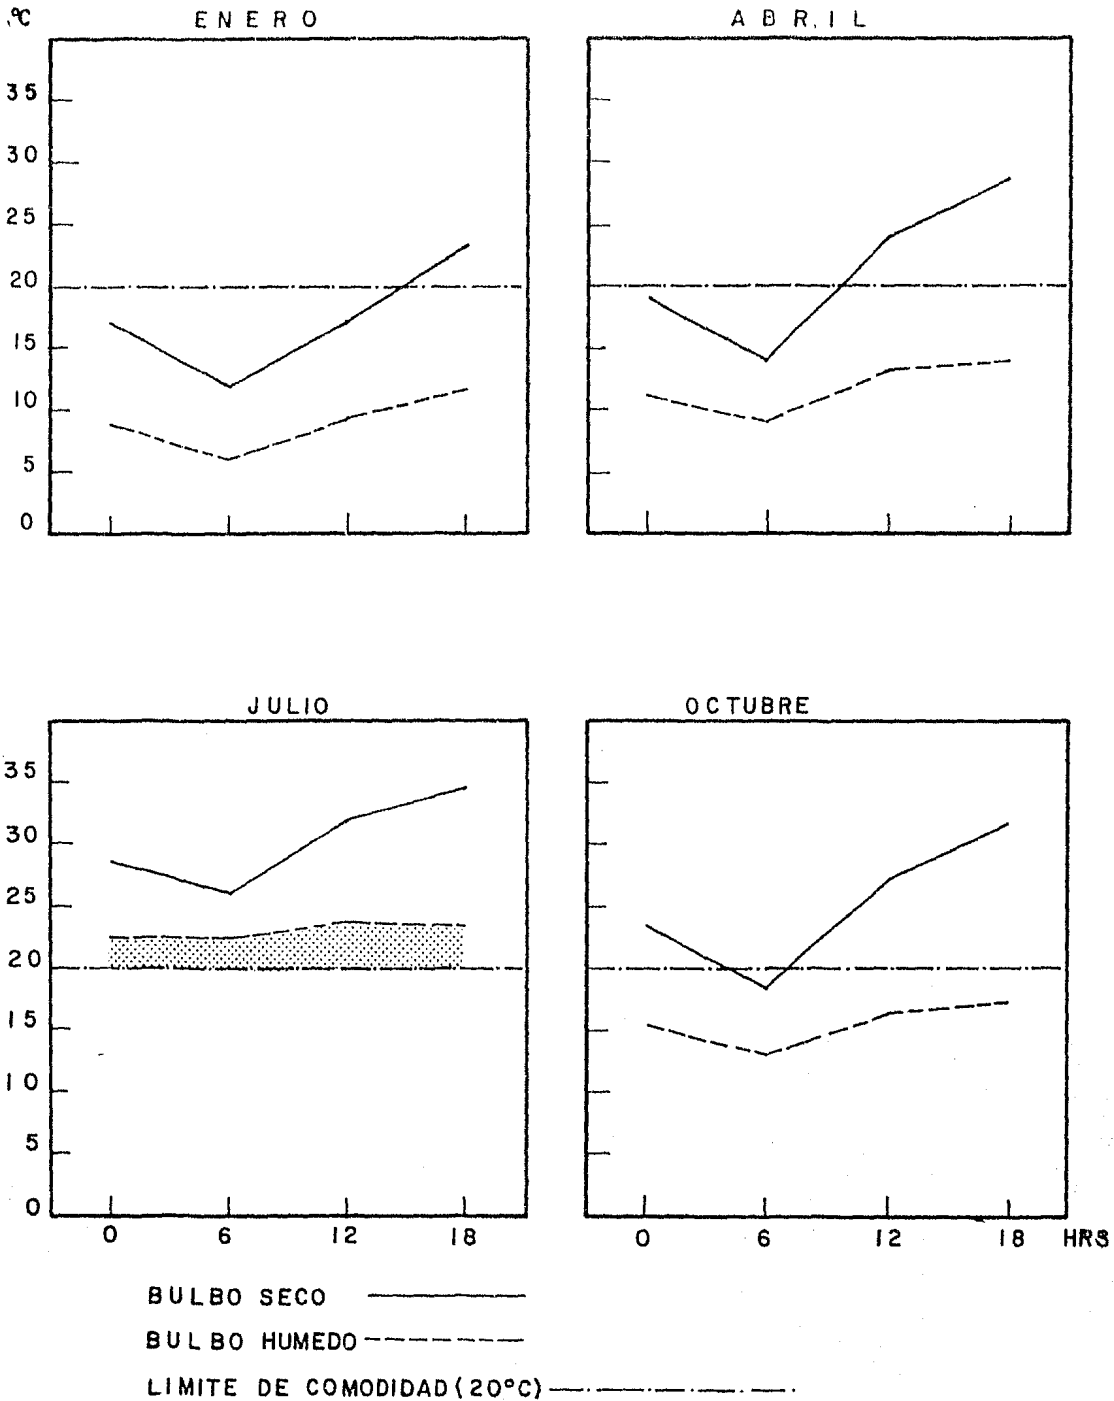 °C
ENERO
ABRIL
35
30
25
20
15
10
5
0
JULIO
OCTUBRE
35
30
25
20
15
10
5
0
0 6 12 18
0 6 12 18 HRS
BULBO SECO
BULBO HUMEDO
LIMITE DE COMODIDAD (20°C)